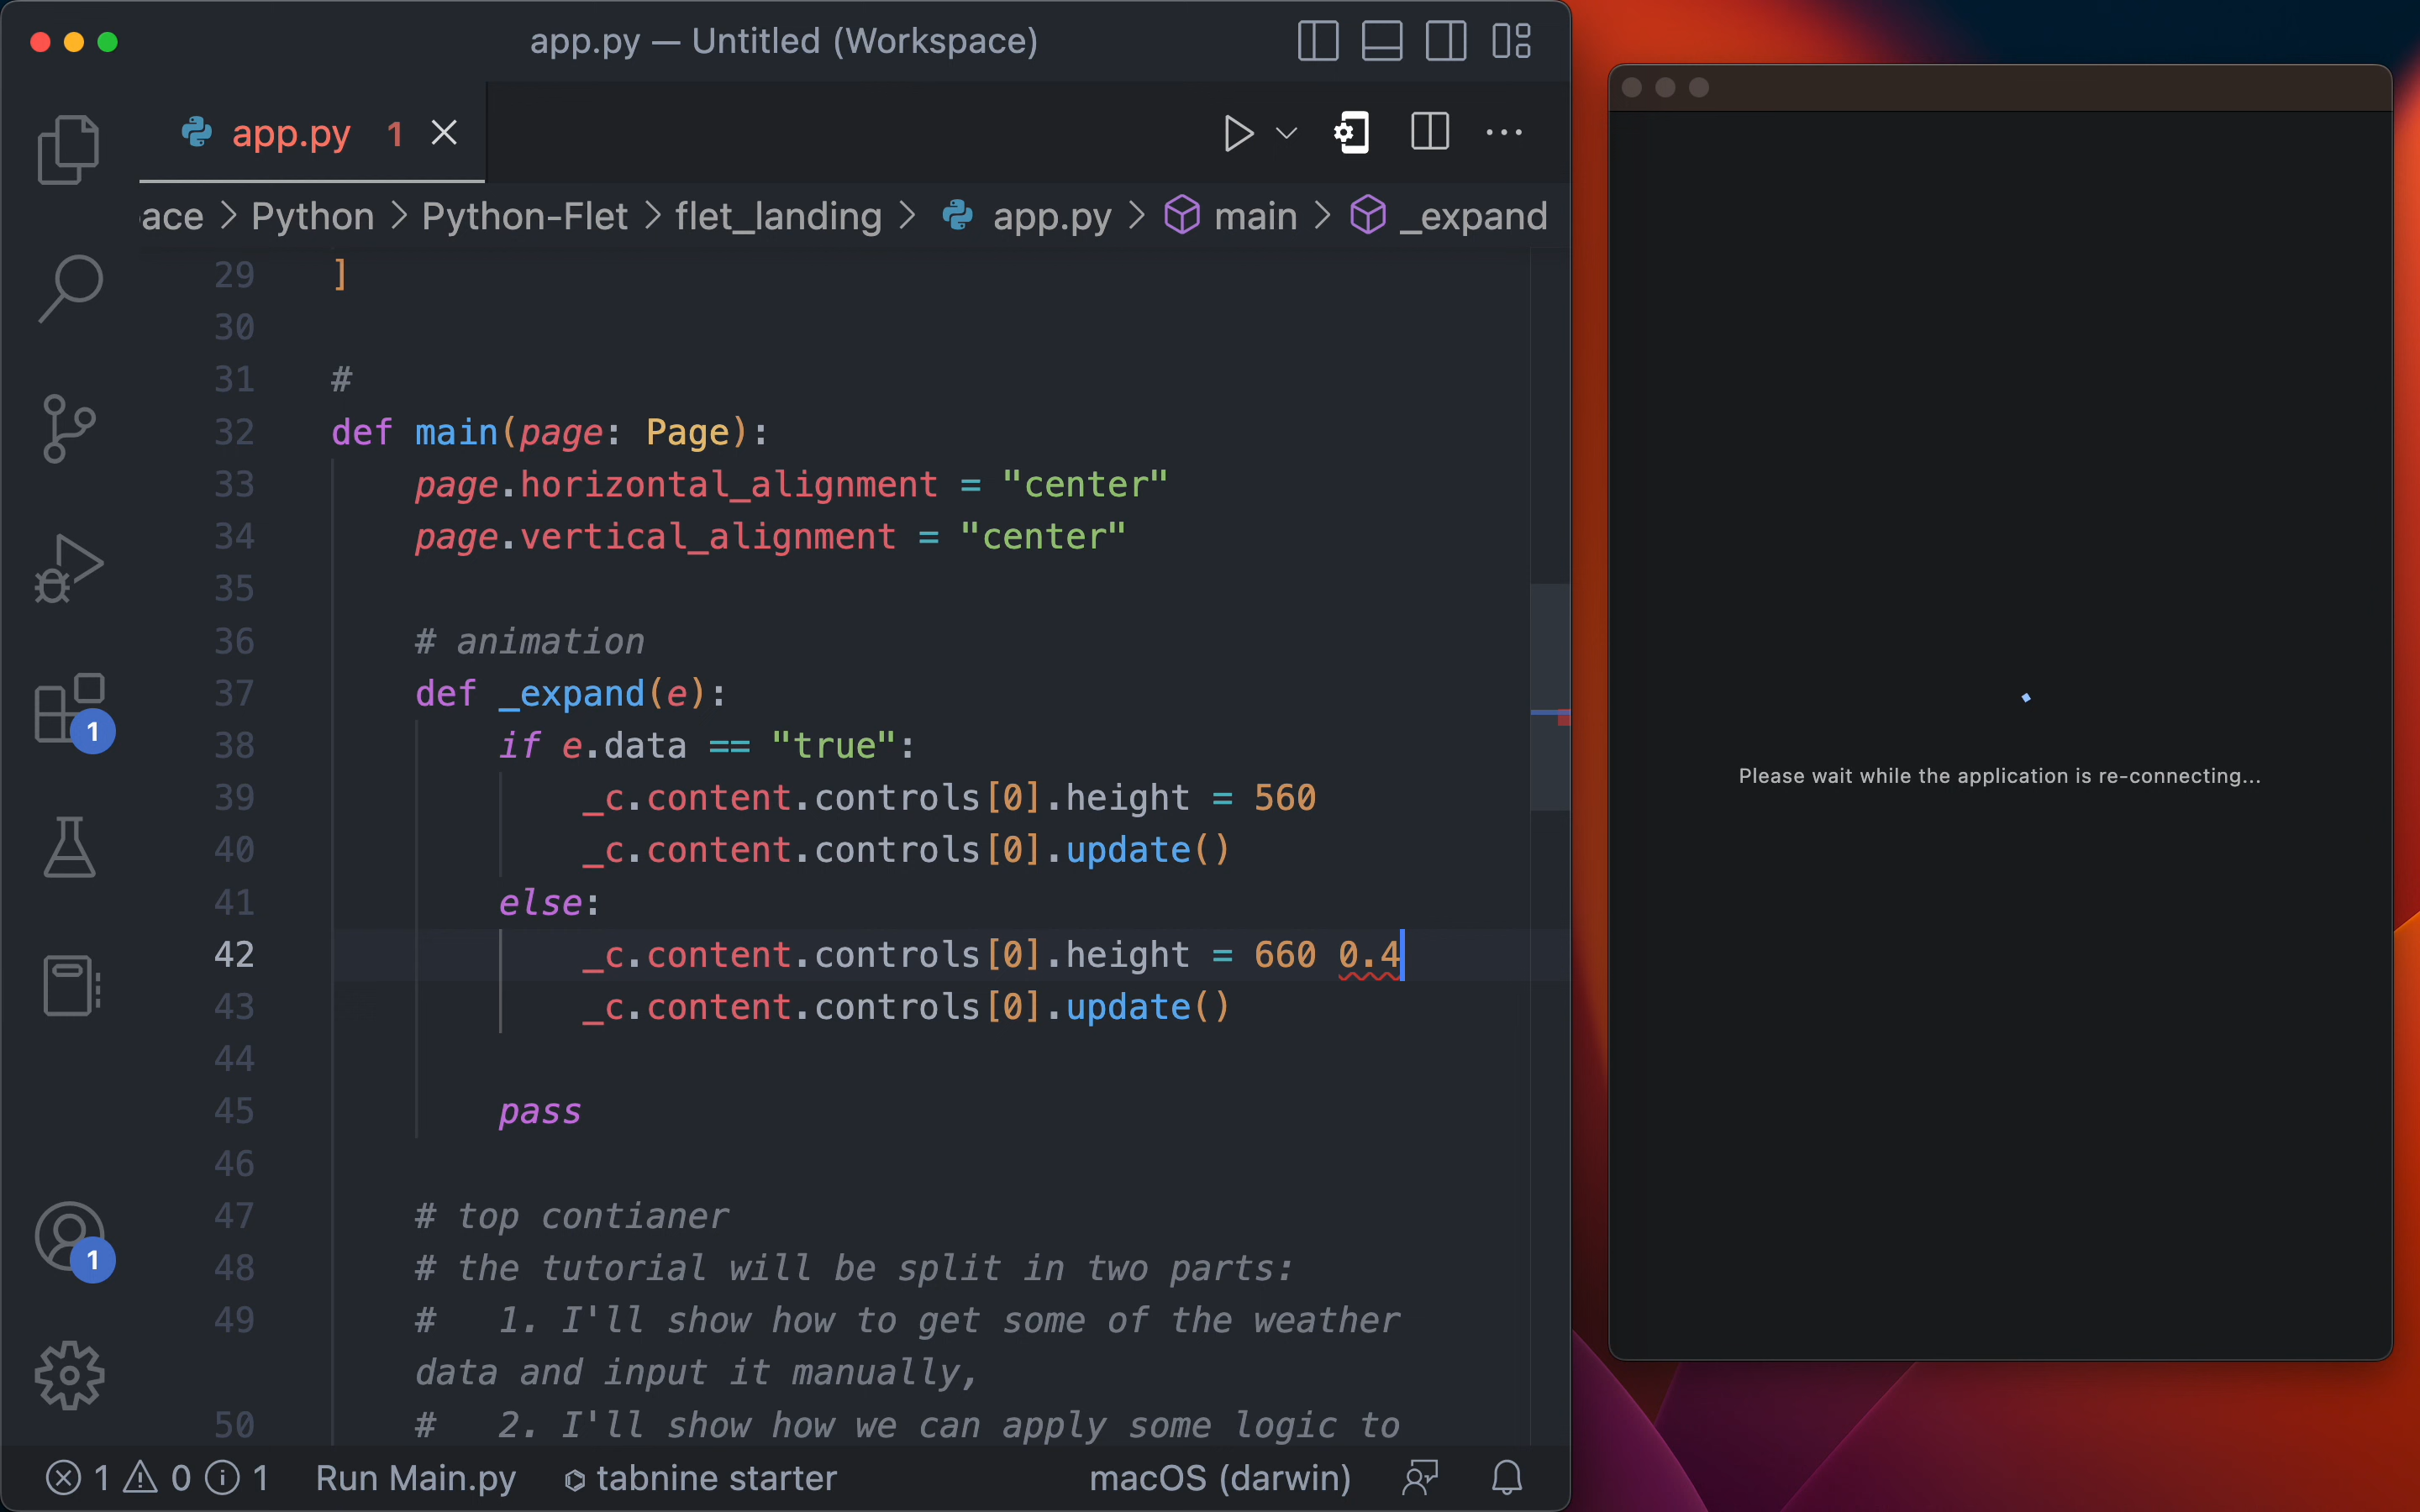 app.py — Untitled (Workspace)
app.py 1
ace > Python > Python-Flet > flet_landing > app.py > main > _expand
29 ]
30
31 #
32 def main(page: Page):
33 page.horizontal_alignment = "center"
34 page.vertical_alignment = "center"
35
36 # animation
37 def _expand(e):
38 if e.data == "true":
39 _c.content.controls[0].height = 560
40 _c.content.controls[0].update()
41 else:
42 _c.content.controls[0].height = 660 0.4
43 _c.content.controls[0].update()
44
45 pass
46
47 # top contianer
48 # the tutorial will be split in two parts:
49 # 1. I'll show how to get some of the weather
data and input it manually,
50 # 2. I'll show how we can apply some logic to
1
1
1 0 1 Run Main.py tabnine starter macOS (darwin)
Please wait while the application is re-connecting...